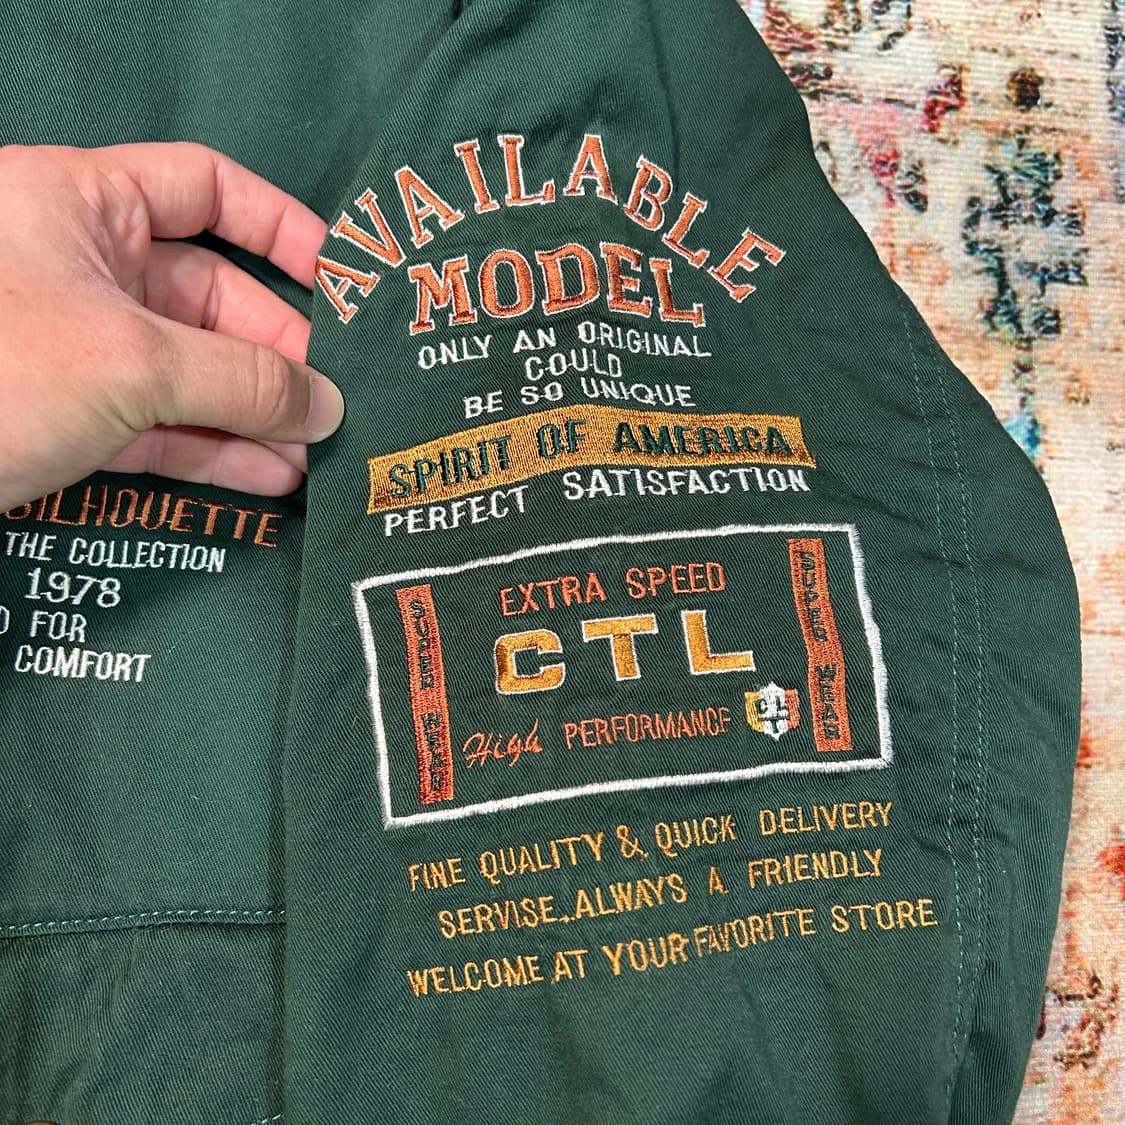 AVAILABLE
MODEL
ONLY AN ORIGINAL
COULD
BE SO UNIQUE
SPIRIT OF AMERICA
PERFECT SATISFACTION
EXTRA SPEED
CTL
High PERFORMANCE
SUPER WEAR
SUPER WEAR
FINE QUALITY & QUICK DELIVERY
SERVISE,.ALWAYS A FRIENDLY
WELCOME AT YOUR FAVORITE STORE
SILHOUETTE
THE COLLECTION
1978
FOR
COMFORT